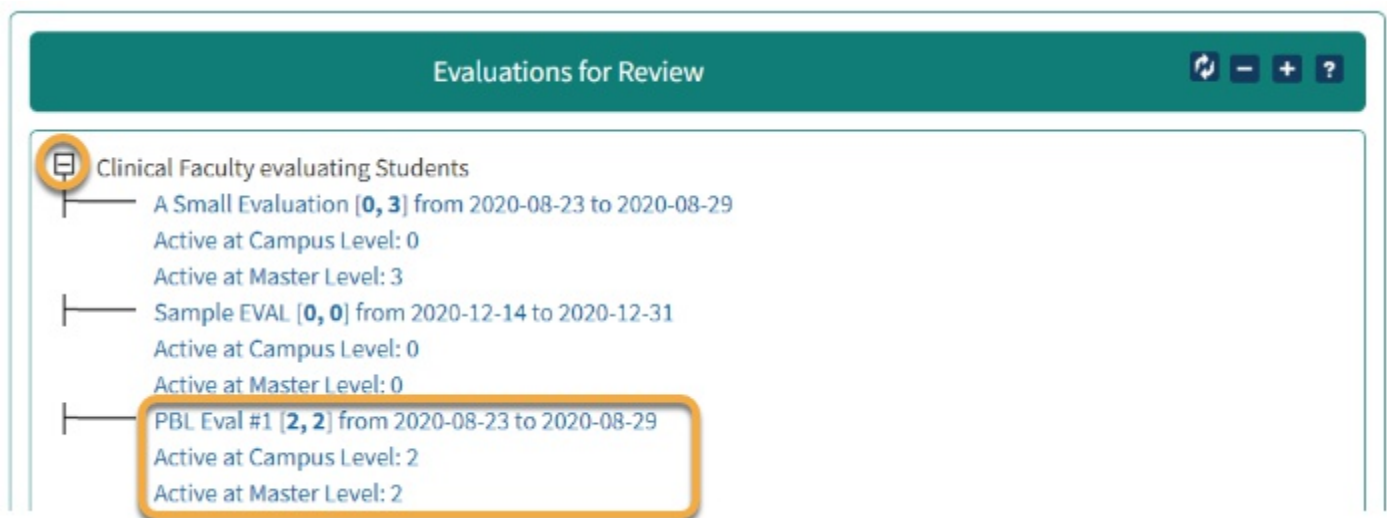 Evaluations for Review
Clinical Faculty evaluating Students
A Small Evaluation [0, 3] from 2020-08-23 to 2020-08-29
Active at Campus Level: 0
Active at Master Level: 3
Sample EVAL [0, 0] from 2020-12-14 to 2020-12-31
Active at Campus Level: 0
Active at Master Level: 0
PBL Eval #1 [2, 2] from 2020-08-23 to 2020-08-29
Active at Campus Level: 2
Active at Master Level: 2